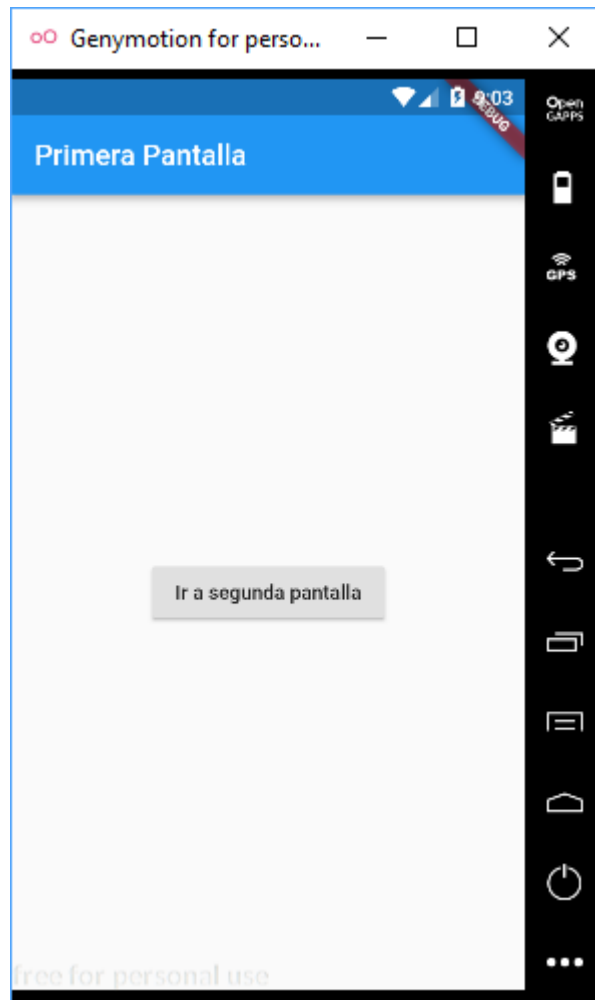 Genymotion for perso...
9:03
DEBUG
Open
GAPPS
Primera Pantalla
GPS
Ir a segunda pantalla
free for personal use